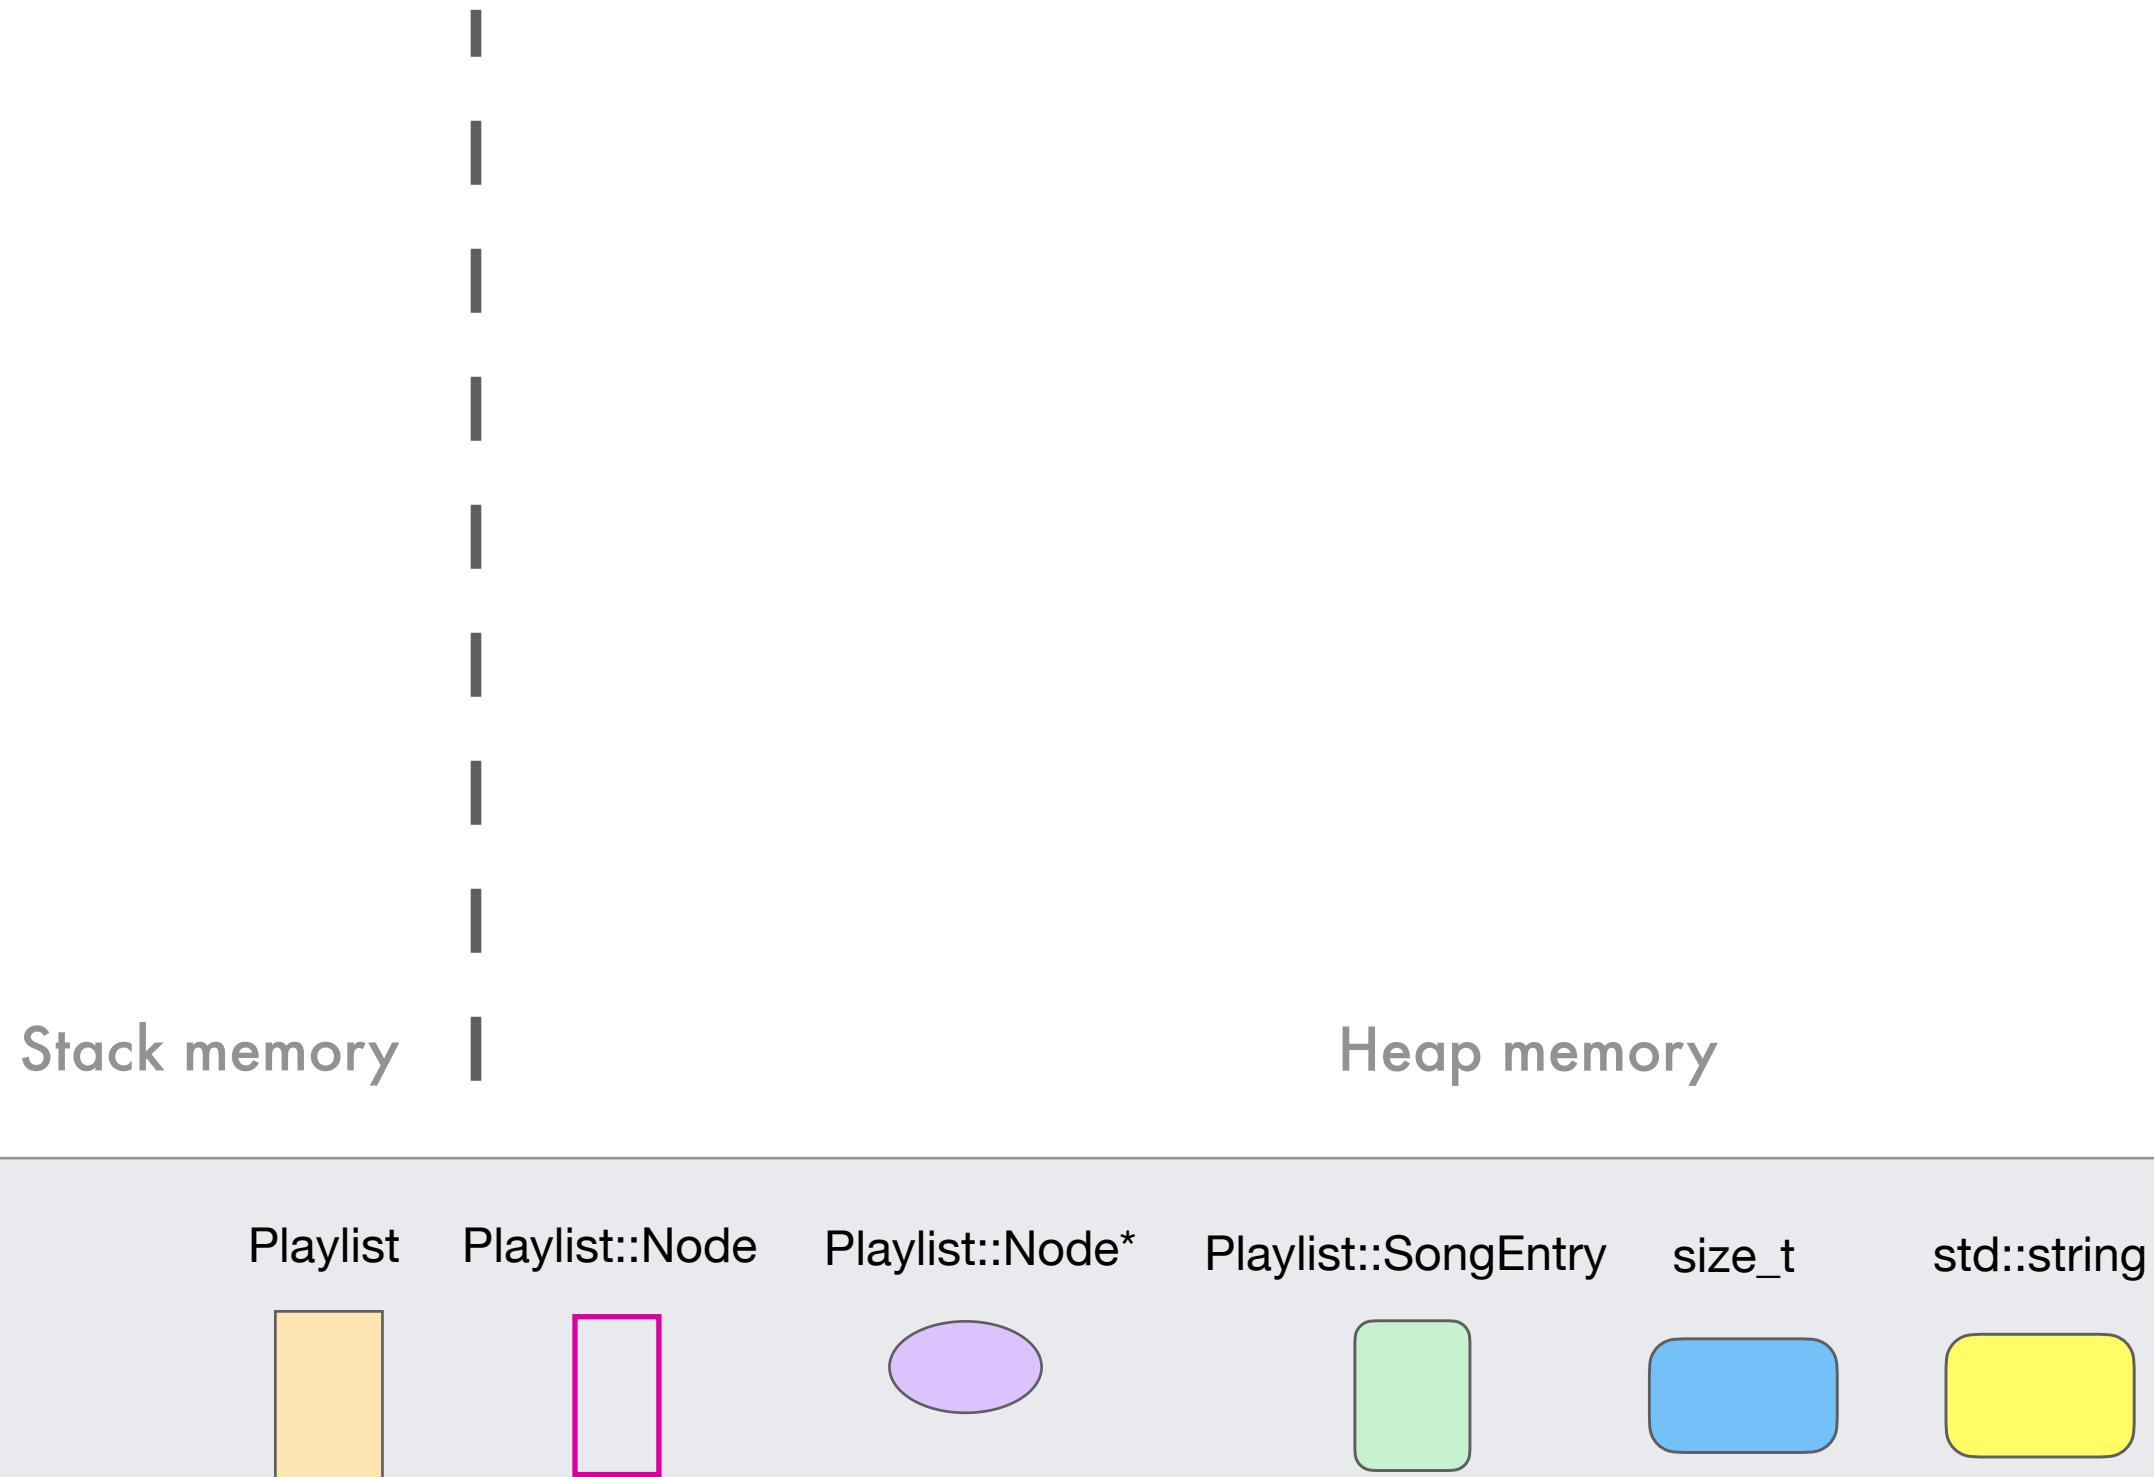 Stack memory
Heap memory
Playlist
Playlist::Node
Playlist::Node*
Playlist::SongEntry
size_t
std::string